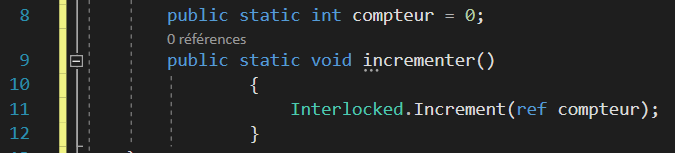 8 public static int compteur = 0;
0 références
9 public static void incrementer()
10 {
11 Interlocked.Increment(ref compteur);
12 }